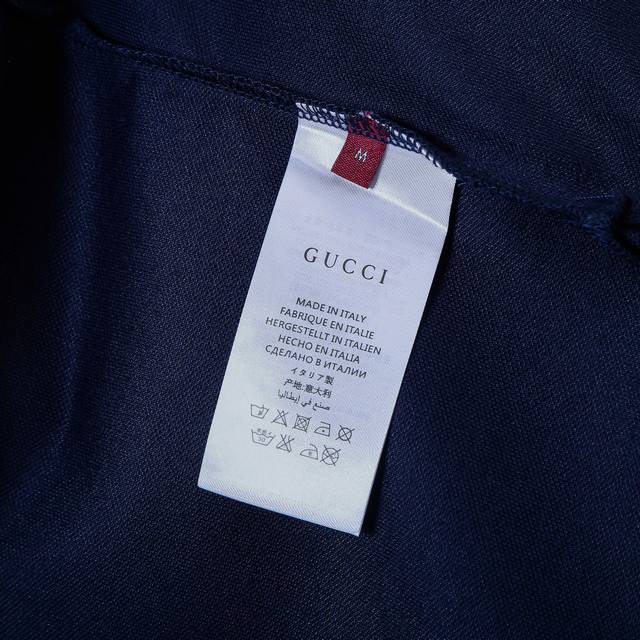 M
GUCCI
MADE IN ITALY
FABRIQUE EN ITALIE
HERGESTELLT IN ITALIEN
HECHO EN ITALIA
СДЕЛАНО В ИТАЛИИ
イタリア製
产地:意大利
صنع في إيطاليا